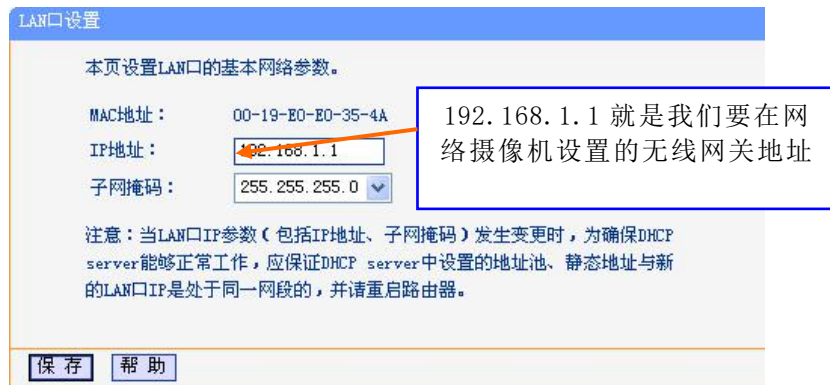 LAN口设置
本页设置LAN口的基本网络参数。
MAC地址：
00-19-E0-E0-35-4A
IP地址：
192.168.1.1
子网掩码：
255.255.255.0
192.168.1.1就是我们要在网
络摄像机设置的无线网关地址
注意：当LAN口IP参数（包括IP地址、子网掩码）发生变更时，为确保DHCP
server能够正常工作，应保证DHCP server中设置的地址池、静态地址与新
的LAN口IP是处于同一网段的，并请重启路由器。
保 存
帮 助